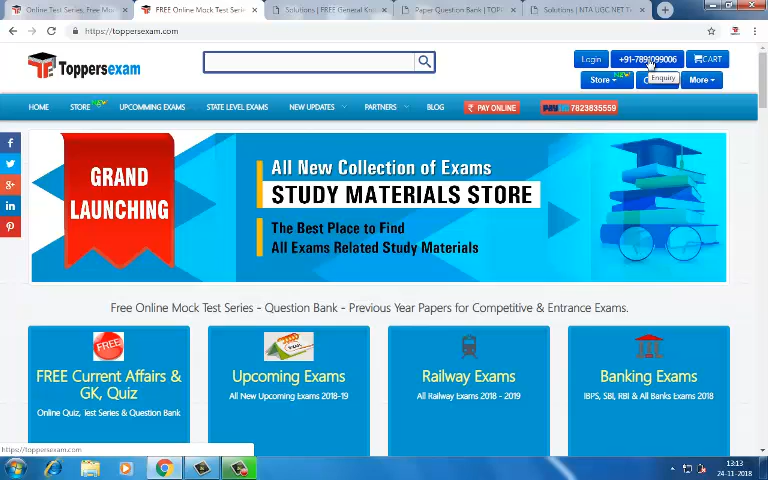 Online Test Series, Free Moc
FREE Online Mock Test Serie
Solutions | FREE General Kno
Paper Question Bank | TOPP
Solutions | NTA UGC NET T
https://toppersexam.com
Toppersexam
Login
+91-7891099006
CART
Enquiry
Store
NEW
More
HOME
STORE
UPCOMMING EXAMS
STATE LEVEL EXAMS
NEW UPDATES
PARTNERS
BLOG
PAY ONLINE
7823835559
GRAND
LAUNCHING
All New Collection of Exams
STUDY MATERIALS STORE
The Best Place to Find
All Exams Related Study Materials
Free Online Mock Test Series - Question Bank - Previous Year Papers for Competitive & Entrance Exams.
FREE
FREE Current Affairs &
GK, Quiz
Online Quiz, Test Series & Question Bank
Upcoming Exams
All New Upcoming Exams 2018-19
Railway Exams
All Railway Exams 2018 - 2019
Banking Exams
IBPS, SBI, RBI & All Banks Exams 2018
https://toppersexam.com
13:13
24-11-2018